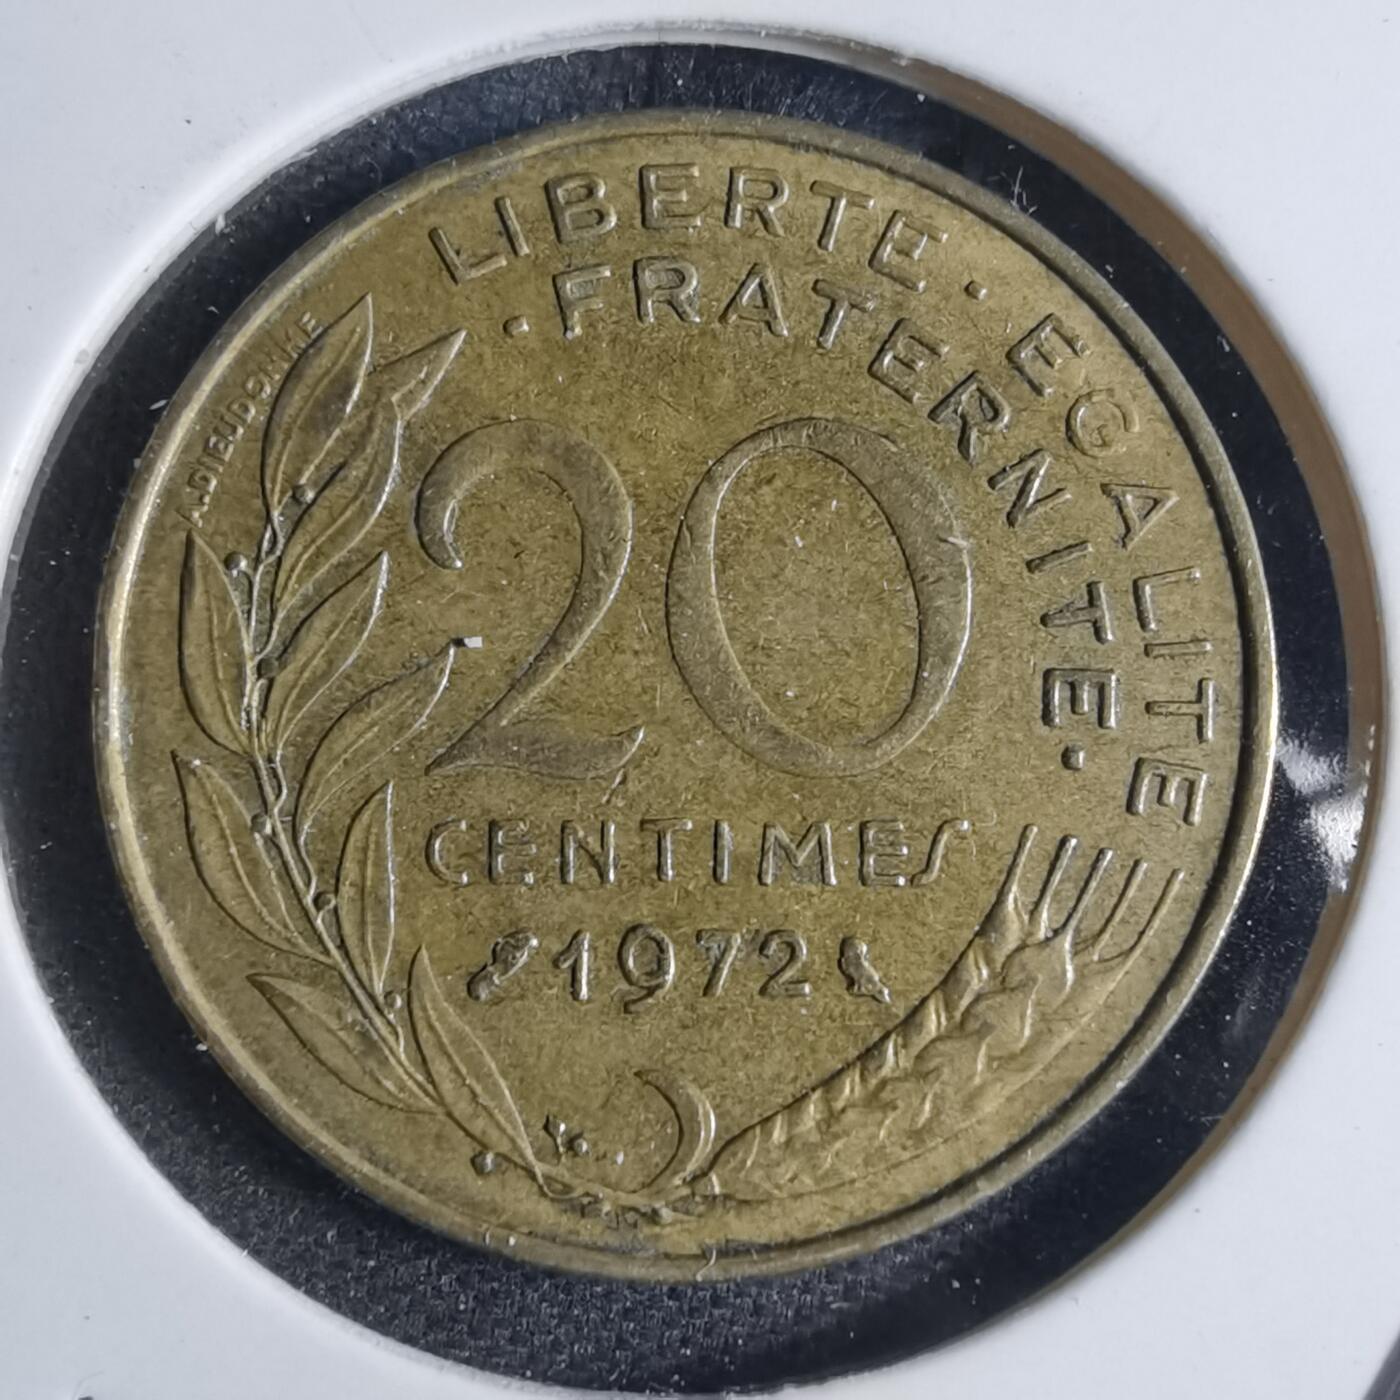 LIBERTE · EGALITE
· FRATERNITE ·
A.DIEUDONNE
20
CENTIMES
1972